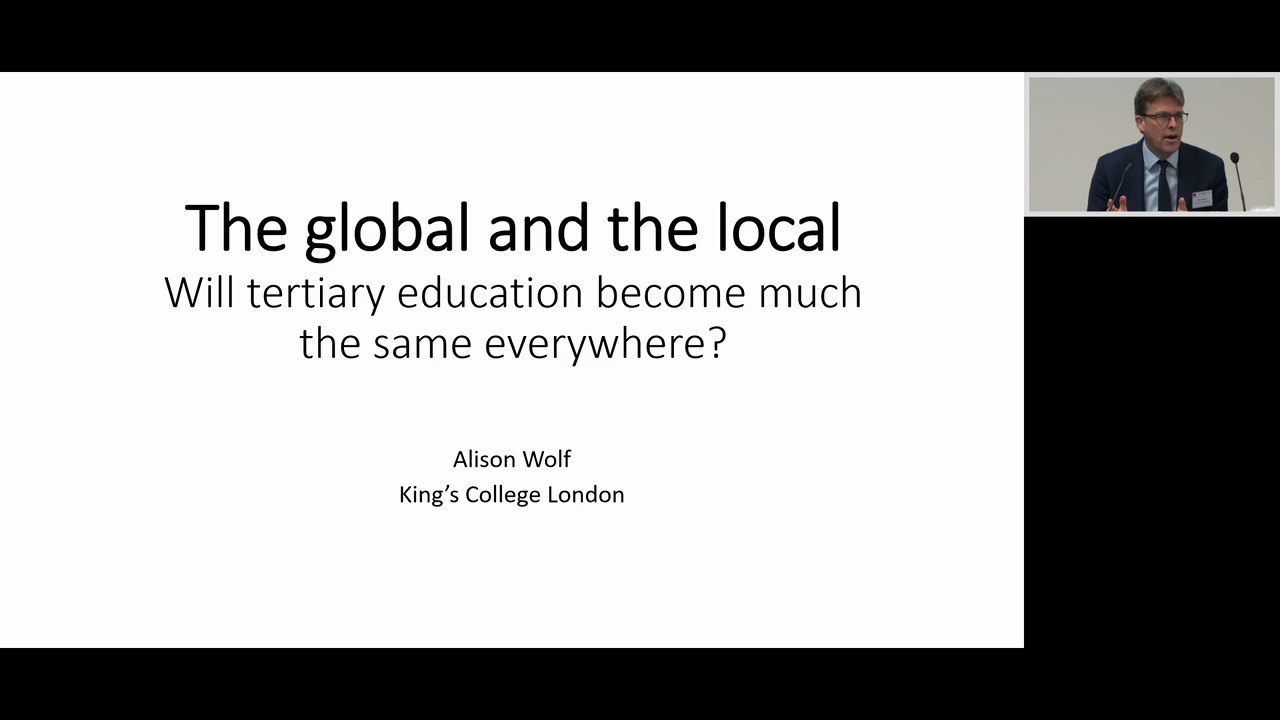 The global and the local
Will tertiary education become much
the same everywhere?
Alison Wolf
King's College London